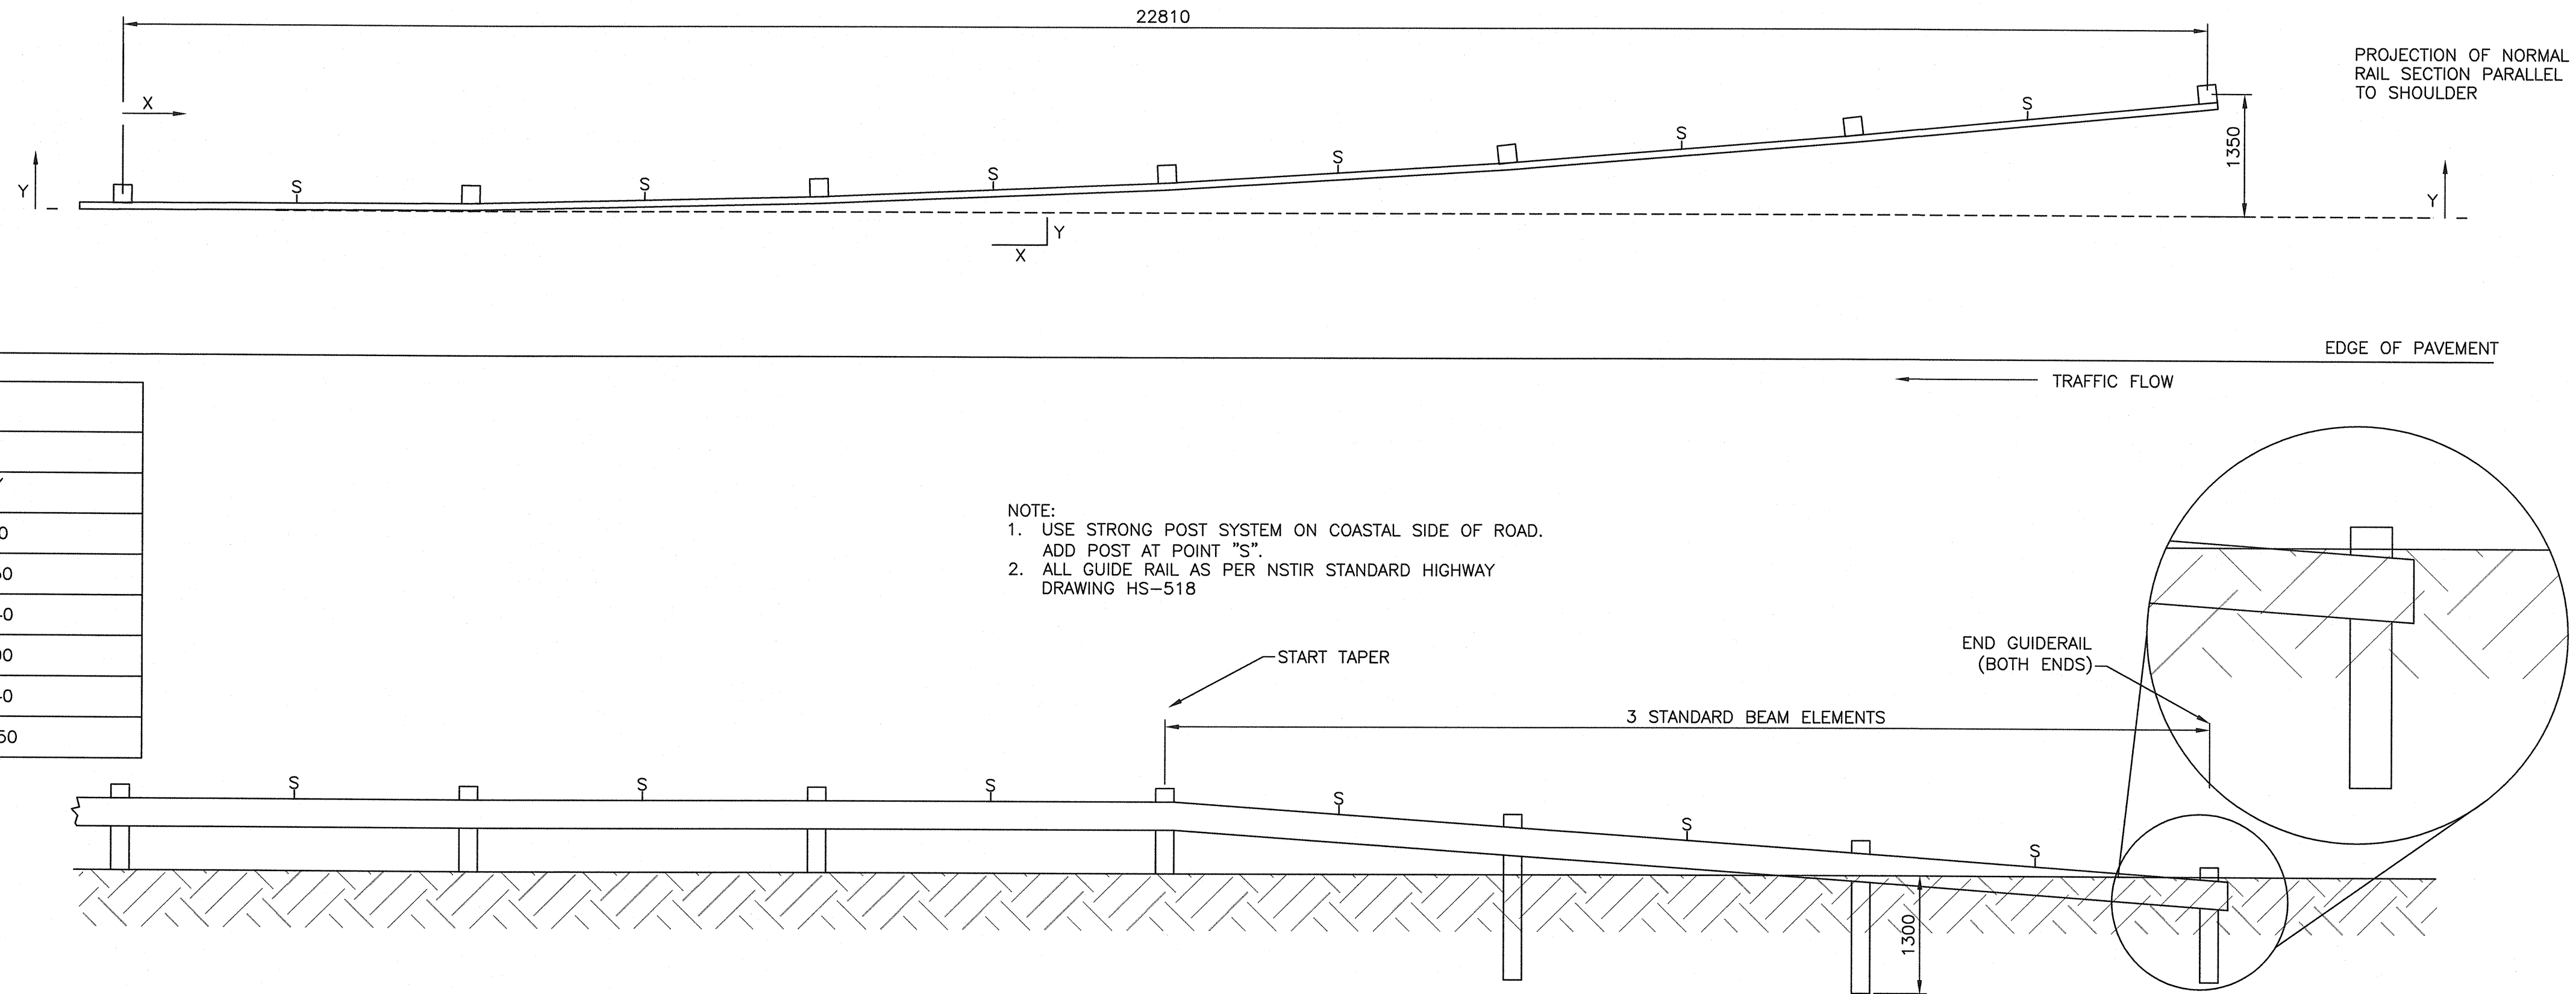 22810
PROJECTION OF NORMAL
RAIL SECTION PARALLEL
TO SHOULDER
X
S
S
S
S
S
S
1350
Y
Y
Y
X
EDGE OF PAVEMENT
TRAFFIC FLOW
NOTE:
1. USE STRONG POST SYSTEM ON COASTAL SIDE OF ROAD.
ADD POST AT POINT "S".
2. ALL GUIDE RAIL AS PER NSTIR STANDARD HIGHWAY
DRAWING HS-518
START TAPER
END GUIDERAIL
(BOTH ENDS)
3 STANDARD BEAM ELEMENTS
S
S
S
S
S
S
1300